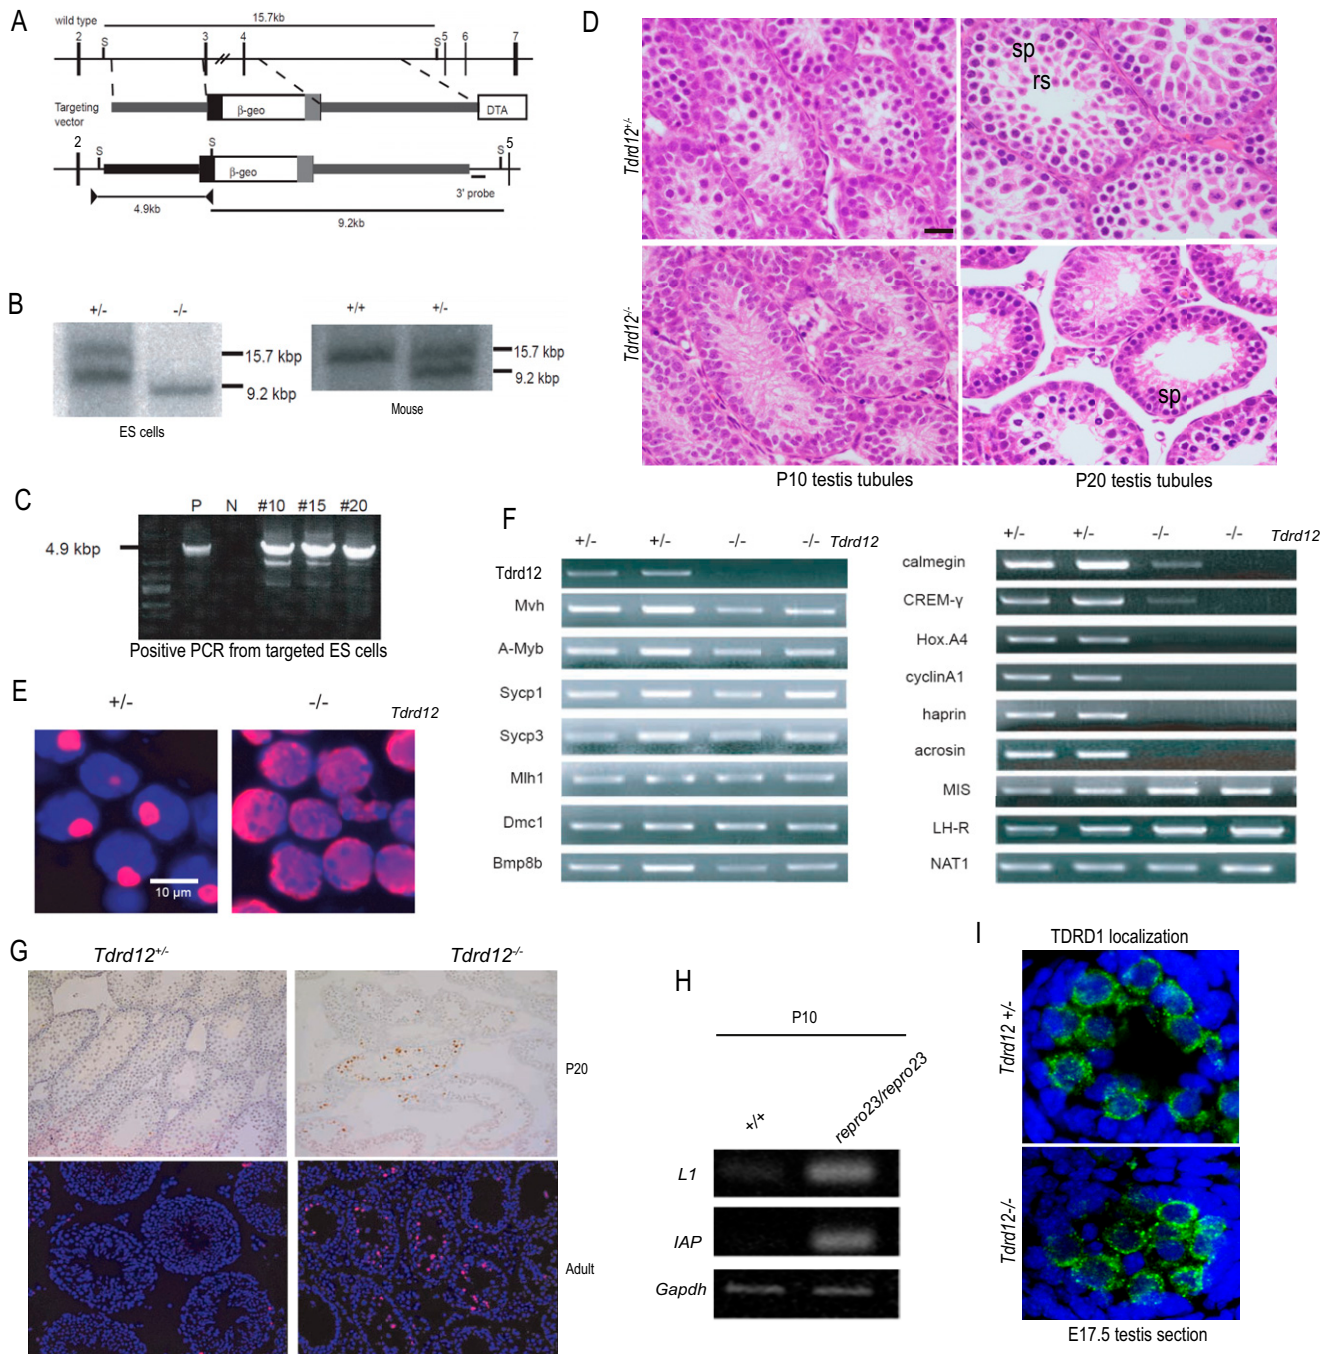 A
wild type
15.7kb
2
S
3
4
S
5
6
7
Targeting
vector
β-geo
DTA
2
S
S
S
5
β-geo
3' probe
4.9kb
9.2kb
B
+/-
-/-
15.7 kbp
9.2 kbp
ES cells
+/+
+/-
15.7 kbp
9.2 kbp
Mouse
C
P N #10 #15 #20
4.9 kbp
Positive PCR from targeted ES cells
D
Tdrd12+/-
Tdrd12-/-
sp
rs
sp
P10 testis tubules
P20 testis tubules
E
+/-
-/-
Tdrd12
10 µm
F
+/- +/- -/- -/- Tdrd12
Tdrd12
Mvh
A-Myb
Sycp1
Sycp3
Mlh1
Dmc1
Bmp8b
+/- +/- -/- -/- Tdrd12
calmegin
CREM-γ
Hox.A4
cyclinA1
haprin
acrosin
MIS
LH-R
NAT1
G
Tdrd12+/-
Tdrd12-/-
P20
Adult
H
P10
+/+
repro23/repro23
L1
IAP
Gapdh
I
TDRD1 localization
Tdrd12 +/-
Tdrd12-/-
E17.5 testis section